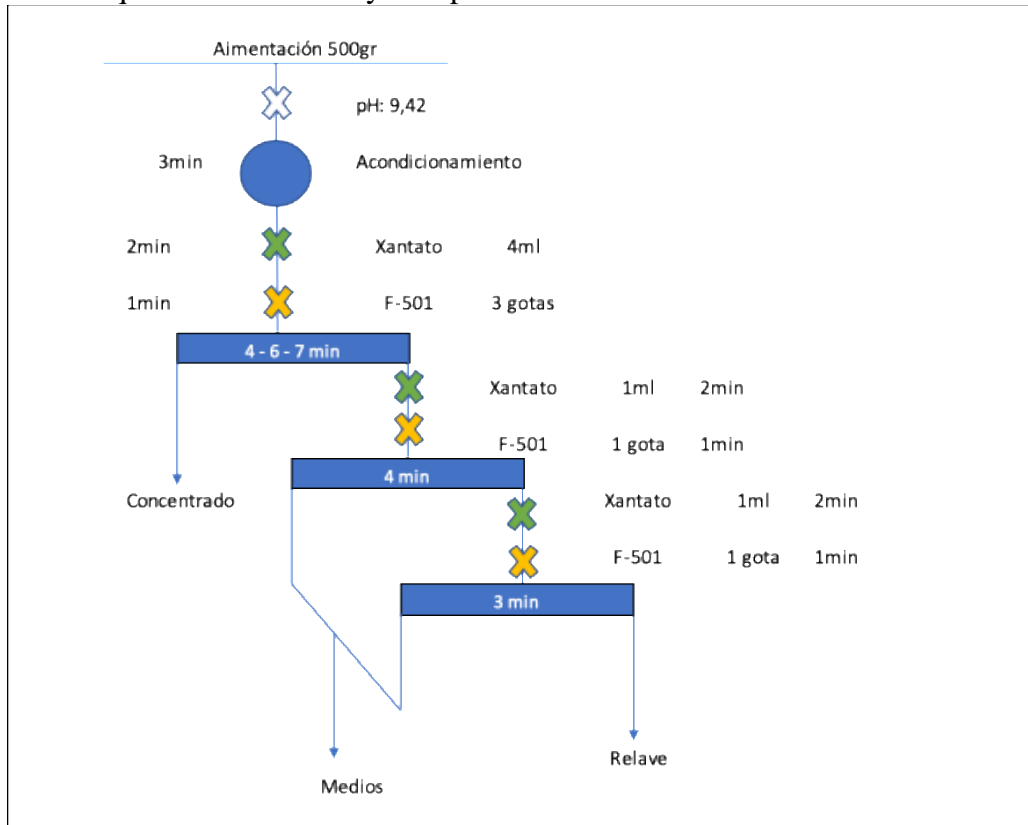 Aimentación 500gr
pH: 9,42
3min Acondicionamiento
2min Xantato 4ml
1min F-501 3 gotas
4 - 6 - 7 min
Xantato 1ml 2min
F-501 1 gota 1min
4 min
Concentrado
Xantato 1ml 2min
F-501 1 gota 1min
3 min
Relave
Medios